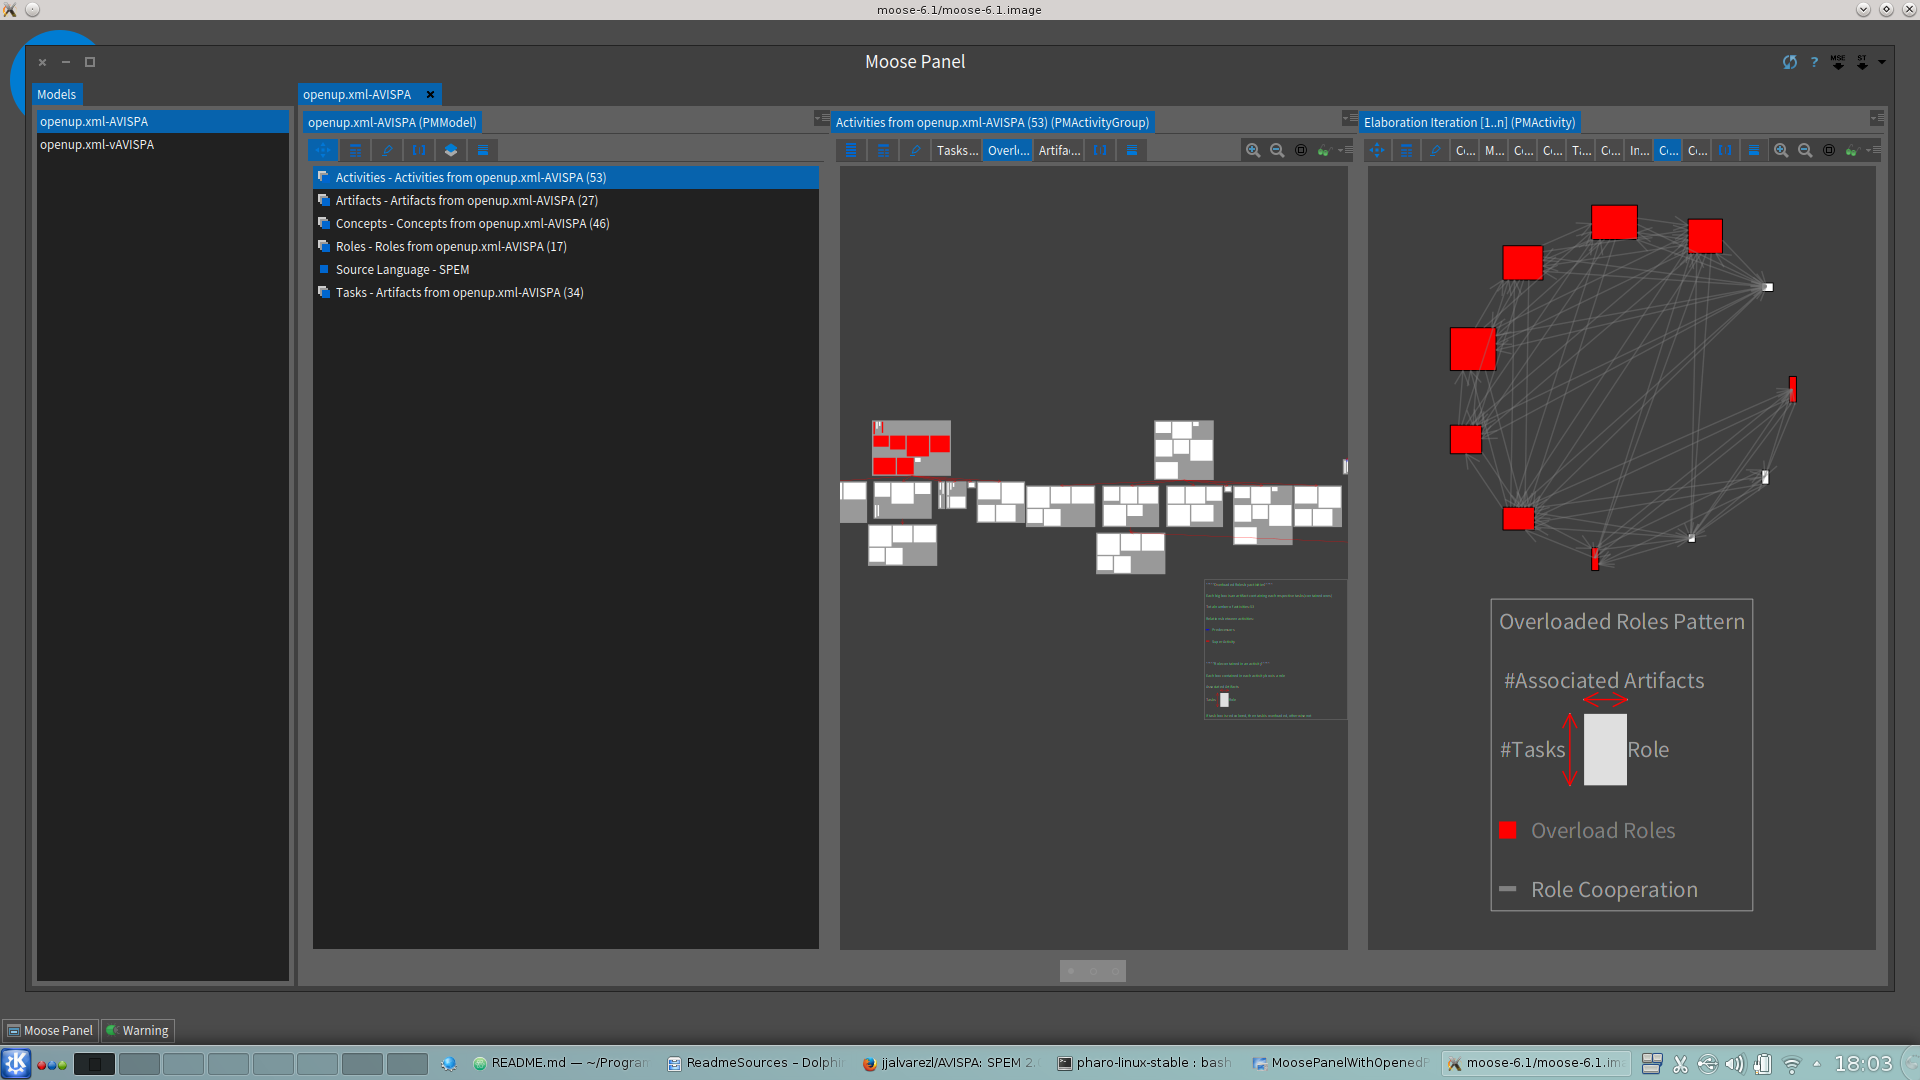 moose-6.1/moose-6.1.image
Moose Panel
MSE
ST
Models
openup.xml-AVISPA
openup.xml-AVISPA
openup.xml-vAVISPA
openup.xml-AVISPA (PMModel)
Activities - Activities from openup.xml-AVISPA (53)
Artifacts - Artifacts from openup.xml-AVISPA (27)
Concepts - Concepts from openup.xml-AVISPA (46)
Roles - Roles from openup.xml-AVISPA (17)
Source Language - SPEM
Tasks - Artifacts from openup.xml-AVISPA (34)
Activities from openup.xml-AVISPA (53) (PMActivityGroup)
Tasks... Overl... Artifa...
Elaboration Iteration [1..n] (PMActivity)
C... M... C... C... T... C... In... C... C...
Overloaded Roles Pattern
#Associated Artifacts
#Tasks Role
Overload Roles
Role Cooperation
Moose Panel Warning
README.md — ~/Program
ReadmeSources – Dolphin
jjalvarezl/AVISPA: SPEM 2.
pharo-linux-stable : bash
MoosePanelWithOpenedP
moose-6.1/moose-6.1.im
18:03